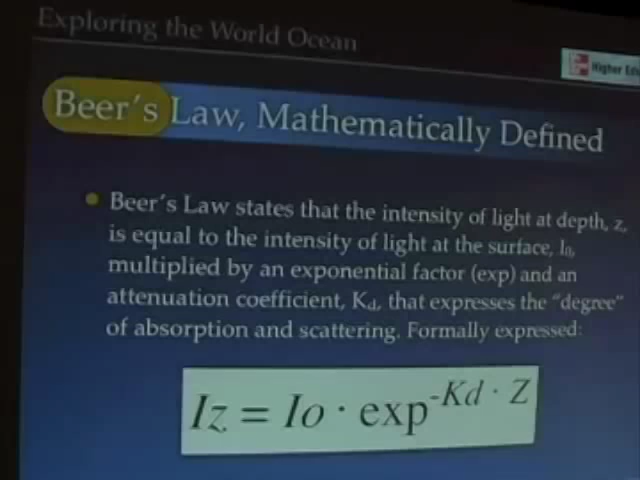 Exploring the World Ocean
Higher
Beer's Law, Mathematically Defined
Beer's Law states that the intensity of light at depth, z,
is equal to the intensity of light at the surface, I0,
multiplied by an exponential factor (exp) and an
attenuation coefficient, Kd, that expresses the "degree"
of absorption and scattering. Formally expressed:
Iz = Io · exp-Kd · Z